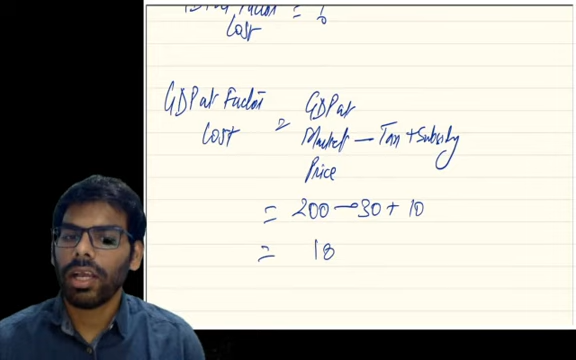 Cost
GDP at Factor
Cost
= GDP at
Market — Tax + Subsidy
Price
= 200 — 30 + 10
= 18